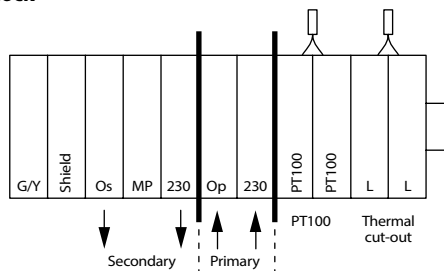 G/Y Shield Os MP 230 Op 230 PT100 PT100 L L
PT100 Thermal
cut-out
Secondary Primary